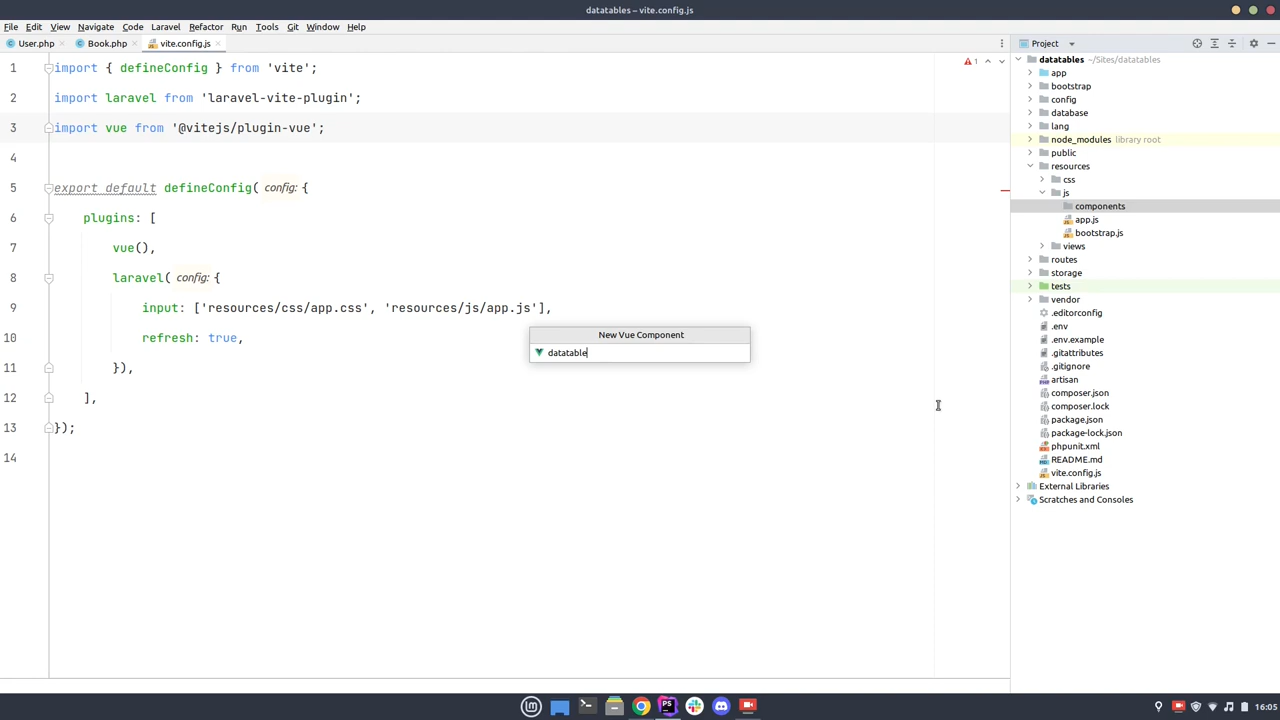 datatables – vite.config.js
File Edit View Navigate Code Laravel Refactor Run Tools Git Window Help
User.php Book.php vite.config.js
Project
1 import { defineConfig } from 'vite';
2 import laravel from 'laravel-vite-plugin';
3 import vue from '@vitejs/plugin-vue';
4
5 export default defineConfig( config: {
6 plugins: [
7 vue(),
8 laravel( config: {
9 input: ['resources/css/app.css', 'resources/js/app.js'],
10 refresh: true,
11 }),
12 ],
13 });
14
1
New Vue Component
datatable
datatables ~/Sites/datatables
app
bootstrap
config
database
lang
node_modules library root
public
resources
css
js
components
app.js
bootstrap.js
views
routes
storage
tests
vendor
.editorconfig
.env
.env.example
.gitattributes
.gitignore
artisan
composer.json
composer.lock
package.json
package-lock.json
phpunit.xml
README.md
vite.config.js
External Libraries
Scratches and Consoles
PS
16:05